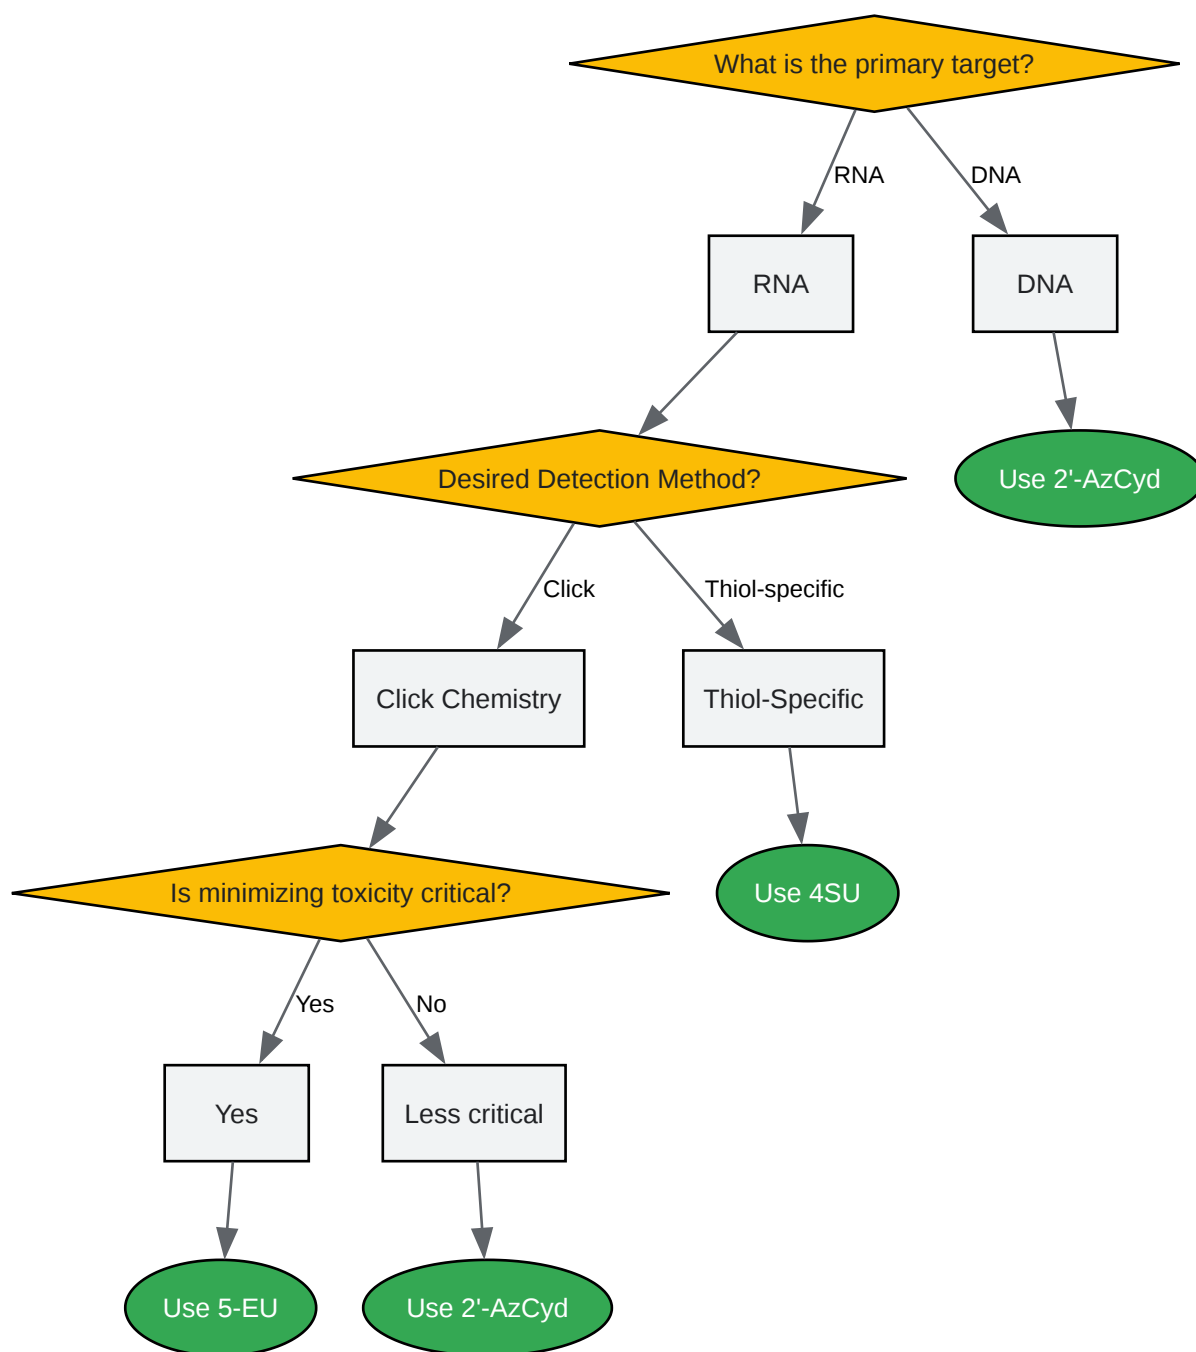 What is the primary target?
RNA
DNA
RNA
DNA
Desired Detection Method?
Use 2'-AzCyd
Click
Thiol-specific
Click Chemistry
Thiol-Specific
Is minimizing toxicity critical?
Use 4SU
Yes
No
Yes
Less critical
Use 5-EU
Use 2'-AzCyd